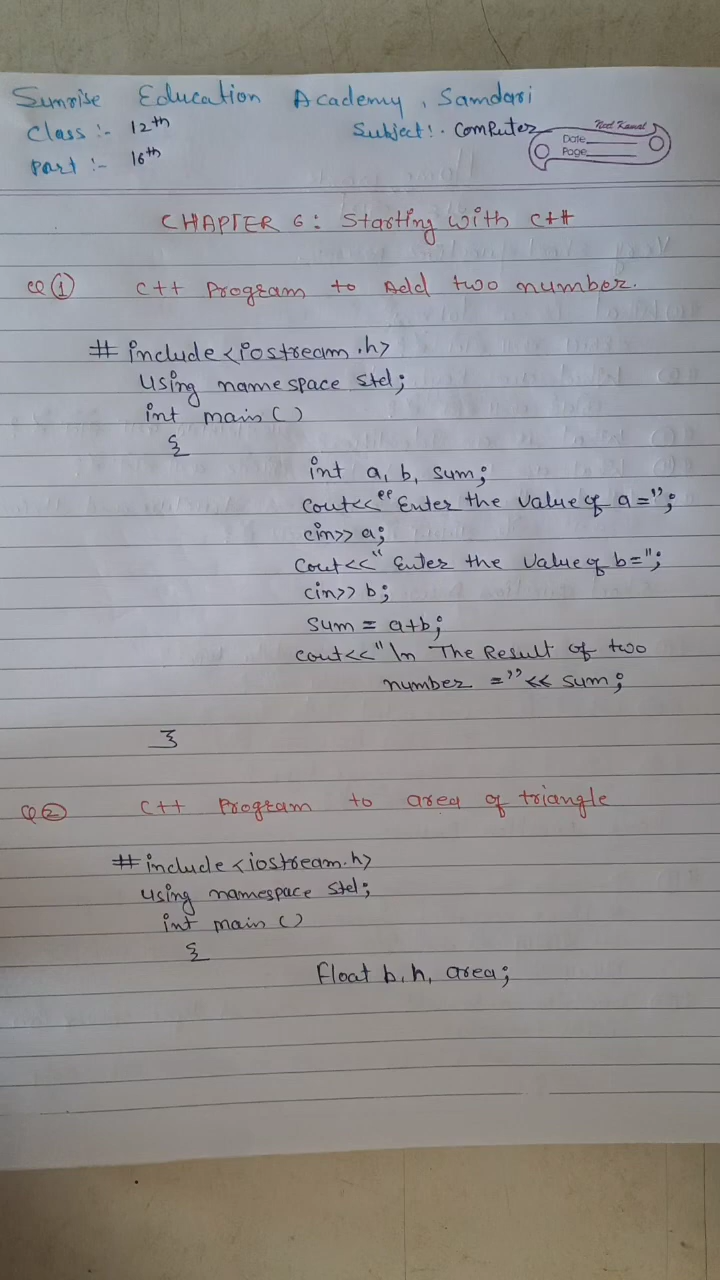 Sunrise Education Academy, Samdari
Class :- 12th Subject :- Computer
Part :- 16th
Neel Kamal
Date
Page
CHAPTER 6 : Starting with C++
Q① C++ Program to Add two number.
# include <iostream.h>
using namespace std;
int main ()
{
int a, b, sum;
cout<<"Enter the value of a =";
cin>> a;
cout<<"Enter the value of b=";
cin>> b;
sum = a+b;
cout<<"\n The Result of two
number =" << sum;
}
Q② C++ Program to area of triangle
# include <iostream.h>
using namespace std;
int main ()
{
float b, h, area;